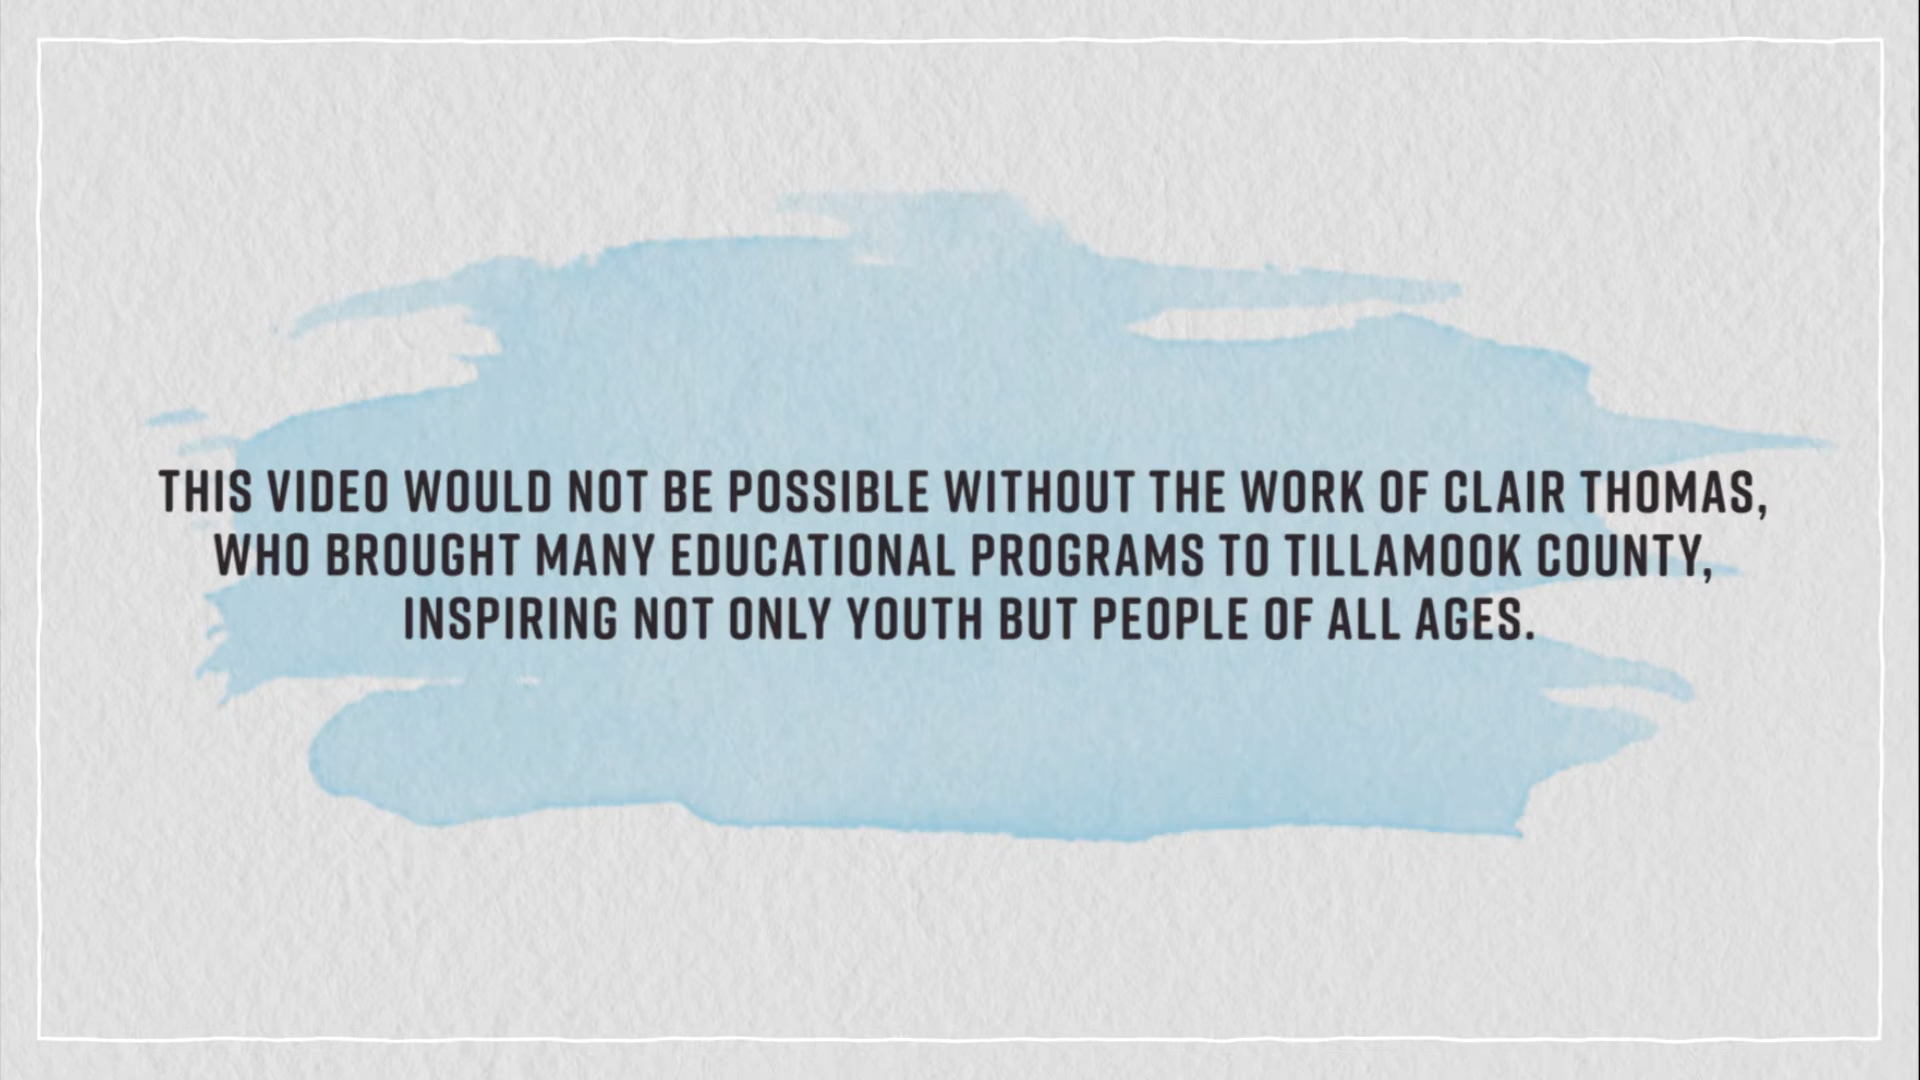 THIS VIDEO WOULD NOT BE POSSIBLE WITHOUT THE WORK OF CLAIR THOMAS,
WHO BROUGHT MANY EDUCATIONAL PROGRAMS TO TILLAMOOK COUNTY,
INSPIRING NOT ONLY YOUTH BUT PEOPLE OF ALL AGES.